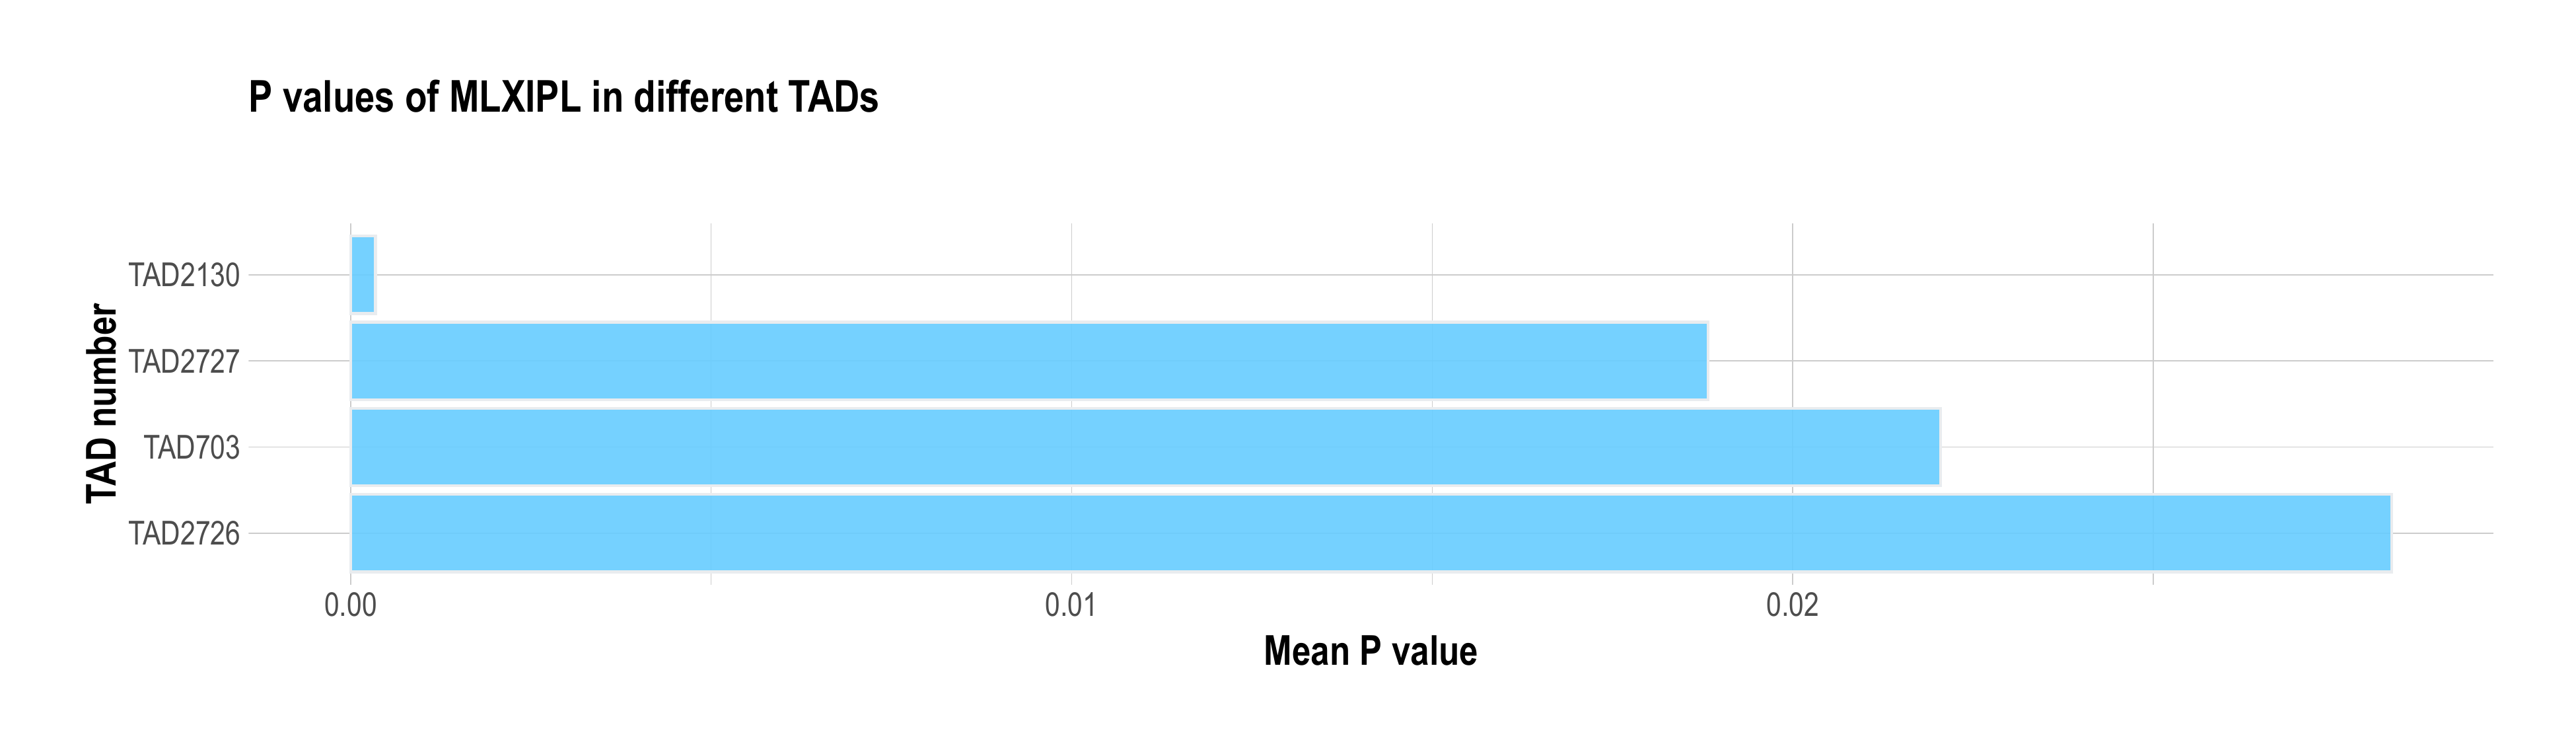 P values of MLXIPL in different TADs
TAD number
TAD2130
TAD2727
TAD703
TAD2726
0.00
0.01
0.02
Mean P value